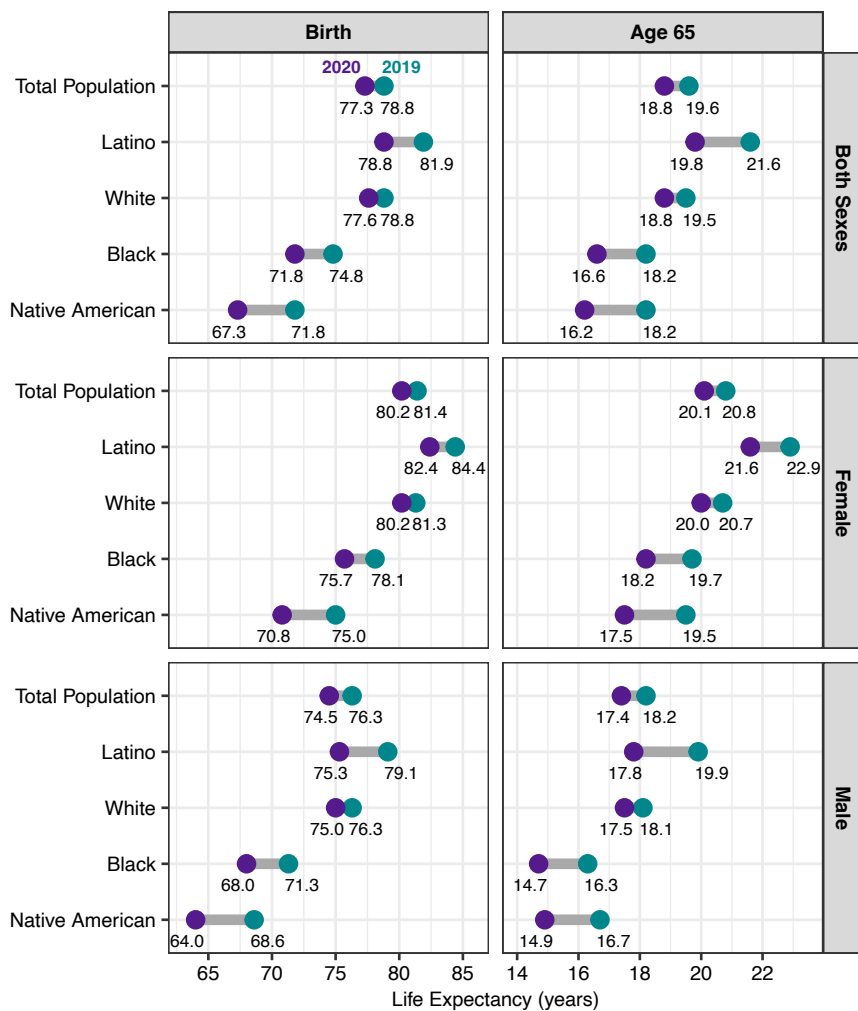 Birth
Age 65
2020 2019
Total Population
77.3 78.8
18.8 19.6
Latino
78.8 81.9
19.8 21.6
White
77.6 78.8
18.8 19.5
Black
71.8 74.8
16.6 18.2
Native American
67.3 71.8
16.2 18.2
Both Sexes
Total Population
80.2 81.4
20.1 20.8
Latino
82.4 84.4
21.6 22.9
White
80.2 81.3
20.0 20.7
Black
75.7 78.1
18.2 19.7
Native American
70.8 75.0
17.5 19.5
Female
Total Population
74.5 76.3
17.4 18.2
Latino
75.3 79.1
17.8 19.9
White
75.0 76.3
17.5 18.1
Black
68.0 71.3
14.7 16.3
Native American
64.0 68.6
14.9 16.7
Male
65 70 75 80 85
14 16 18 20 22
Life Expectancy (years)